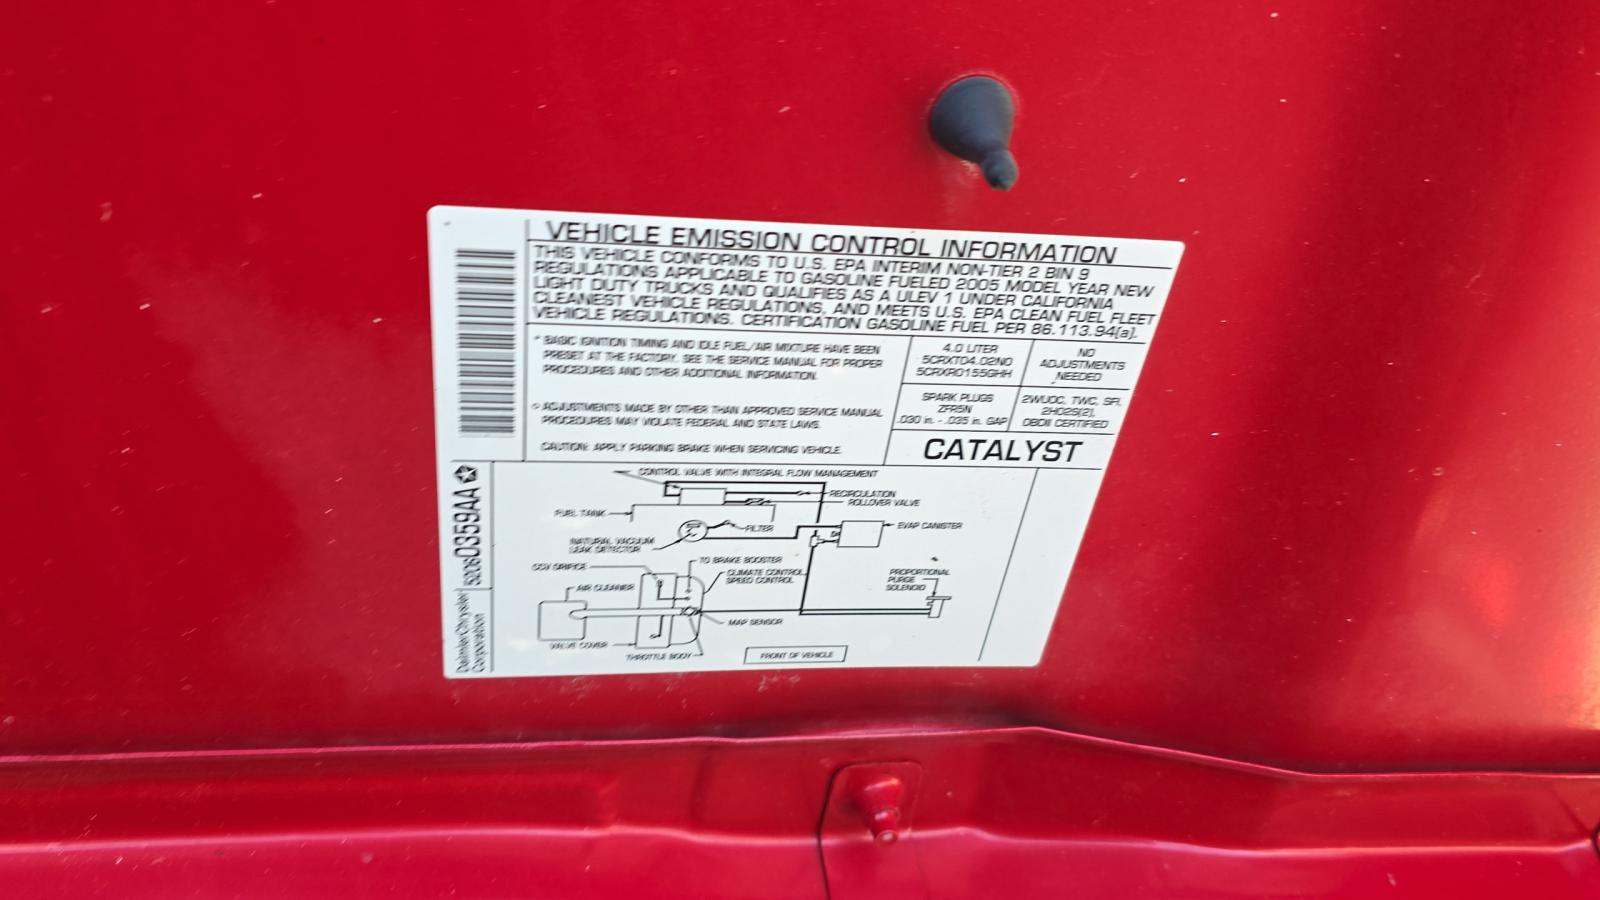 VEHICLE EMISSION CONTROL INFORMATION
THIS VEHICLE CONFORMS TO U.S. EPA INTERIM NON-TIER 2 BIN 9
REGULATIONS APPLICABLE TO GASOLINE FUELED 2005 MODEL YEAR NEW
LIGHT DUTY TRUCKS AND QUALIFIES AS A ULEV 1 UNDER CALIFORNIA
CLEANEST VEHICLE REGULATIONS, AND MEETS U.S. EPA CLEAN FUEL FLEET
VEHICLE REGULATIONS. CERTIFICATION GASOLINE FUEL PER 86.113.94(a).
* BASIC IGNITION TIMING AND IDLE FUEL/AIR MIXTURE HAVE BEEN
PRESET AT THE FACTORY. SEE THE SERVICE MANUAL FOR PROPER
PROCEDURES AND OTHER ADDITIONAL INFORMATION.
◇ ADJUSTMENTS MADE BY OTHER THAN APPROVED SERVICE MANUAL
PROCEDURES MAY VIOLATE FEDERAL AND STATE LAWS.
CAUTION: APPLY PARKING BRAKE WHEN SERVICING VEHICLE.
4.0 LITER
5CRXT04.02N0
5CRXR0155GHH
NO
ADJUSTMENTS
NEEDED
SPARK PLUGS
ZFR5N
.030 in. - .035 in. GAP
2WUOC, TWC, SFI,
2HO2S(2),
OBDII CERTIFIED
CATALYST
CONTROL VALVE WITH INTEGRAL FLOW MANAGEMENT
RECIRCULATION
ROLLOVER VALVE
FUEL TANK
FILTER
EVAP CANISTER
NATURAL VACUUM
LEAK DETECTOR
TO BRAKE BOOSTER
CCV ORIFICE
CLIMATE CONTROL,
SPEED CONTROL
PROPORTIONAL
PURGE
SOLENOID
AIR CLEANER
MAP SENSOR
VALVE COVER
THROTTLE BODY
FRONT OF VEHICLE
DaimlerChrysler
Corporation
52060359AA